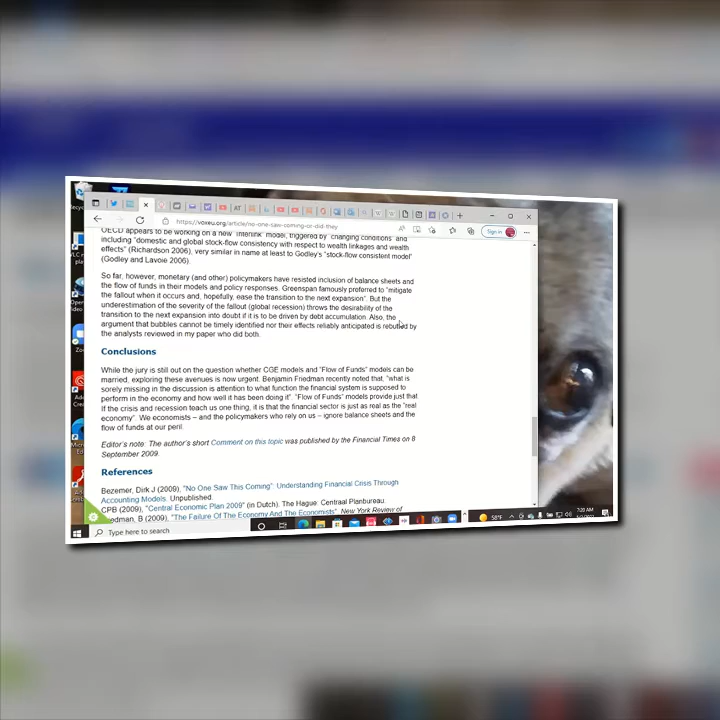 https://voxeu.org/article/no-one-saw-coming-or-did-they
Sign in
OECD appears to be working on a new "interlink" model, triggered by "changing conditions" and
including "domestic and global stock-flow consistency with respect to wealth linkages and wealth
effects" (Richardson 2006), very similar in name at least to Godley's "stock-flow consistent model"
(Godley and Lavoie 2006).
So far, however, monetary (and other) policymakers have resisted inclusion of balance sheets and
the flow of funds in their models and policy responses. Greenspan famously preferred to "mitigate
the fallout when it occurs and, hopefully, ease the transition to the next expansion". But the
underestimation of the severity of the fallout (global recession) throws the desirability of the
transition to the next expansion into doubt if it is to be driven by debt accumulation. Also, the
argument that bubbles cannot be timely identified nor their effects reliably anticipated is rebutted by
the analysts reviewed in my paper who did both.
Conclusions
While the jury is still out on the question whether CGE models and "Flow of Funds" models can be
married, exploring these avenues is now urgent. Benjamin Friedman recently noted that, "what is
sorely missing in the discussion is attention to what function the financial system is supposed to
perform in the economy and how well it has been doing it". "Flow of Funds" models provide just that.
If the crisis and recession teach us one thing, it is that the financial sector is just as real as the "real
economy". We economists – and the policymakers who rely on us – ignore balance sheets and the
flow of funds at our peril.
Editor's note: The author's short Comment on this topic was published by the Financial Times on 8
September 2009.
References
Bezemer, Dirk J (2009), "No One Saw This Coming": Understanding Financial Crisis Through
Accounting Models. Unpublished.
CPB (2009), "Central Economic Plan 2009" (in Dutch). The Hague: Centraal Planbureau.
edman, B (2009), "The Failure Of The Economy And The Economists". New York Review of
Type here to search
58°F
7:28 AM